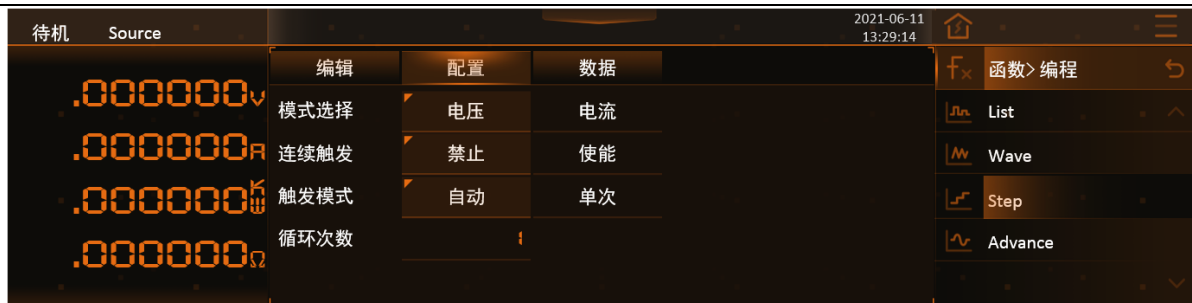 待机 Source
2021-06-11
13:29:14
编辑 配置 数据
模式选择 电压 电流
连续触发 禁止 使能
触发模式 自动 单次
循环次数 1
.000000V
.000000A
.000000KW
.000000Ω
fx 函数>编程
List
Wave
Step
Advance